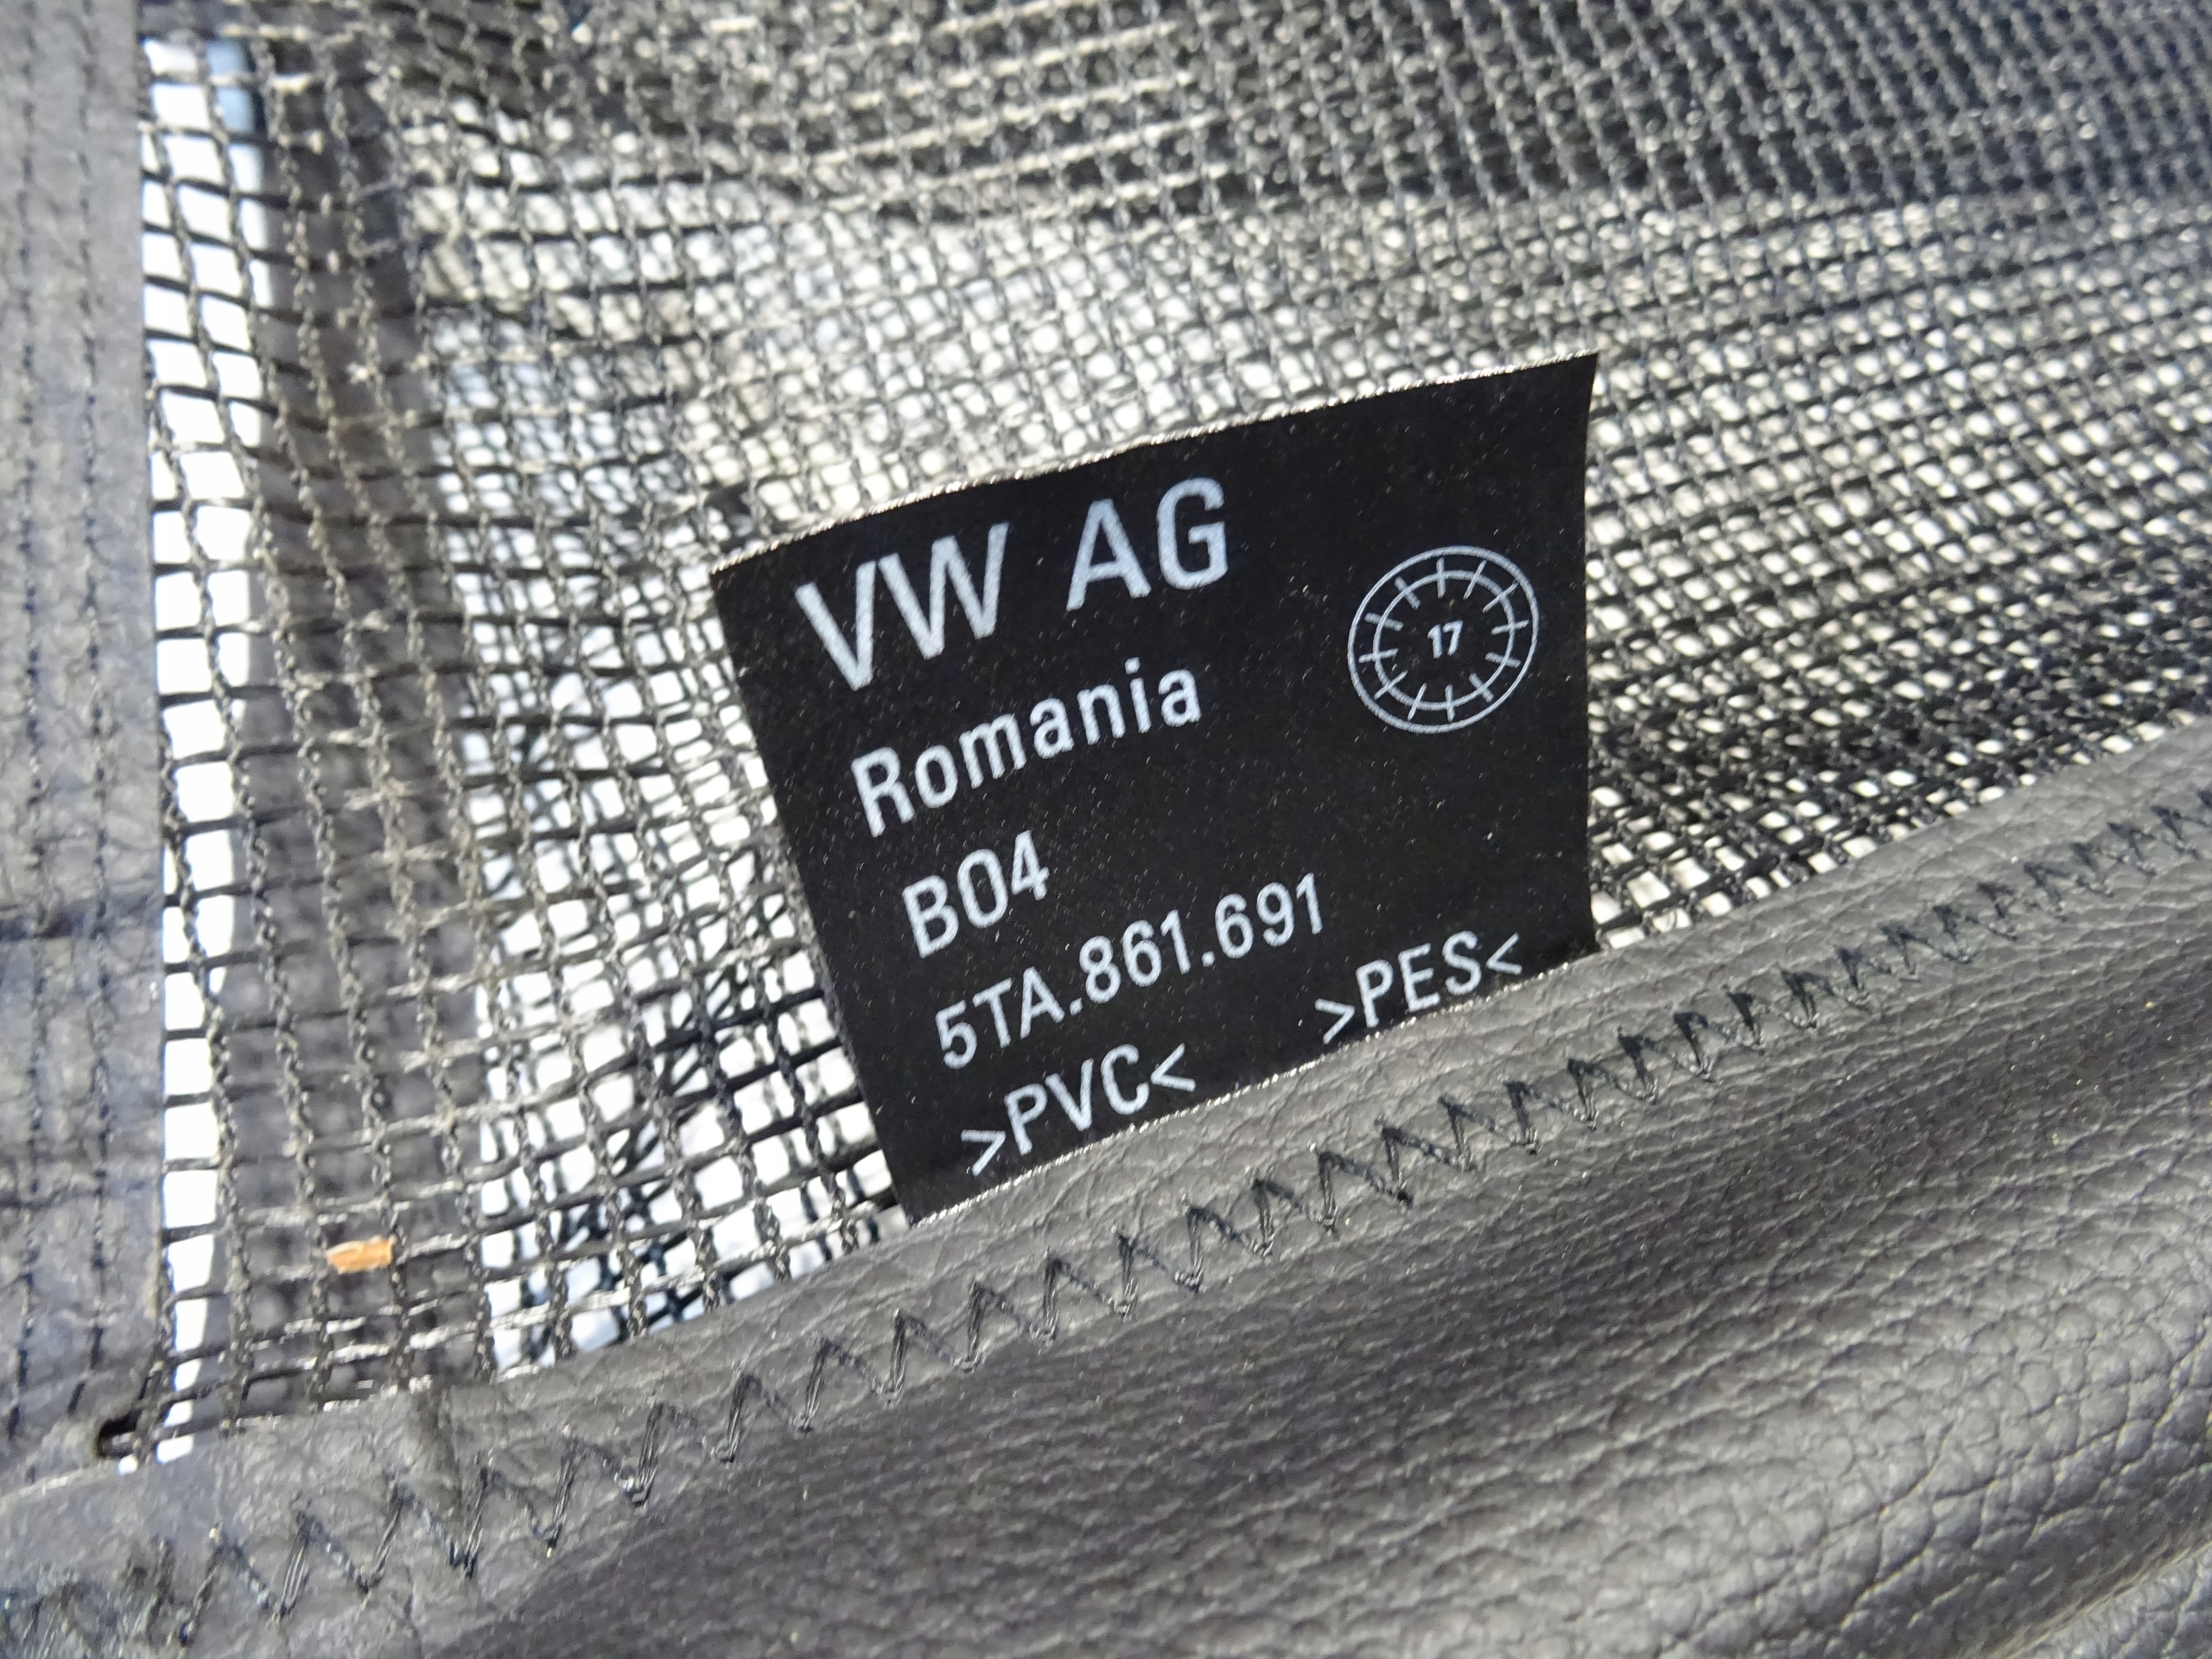 VW AG
17
Romania
B04
5TA.861.691
>PVC< >PES<